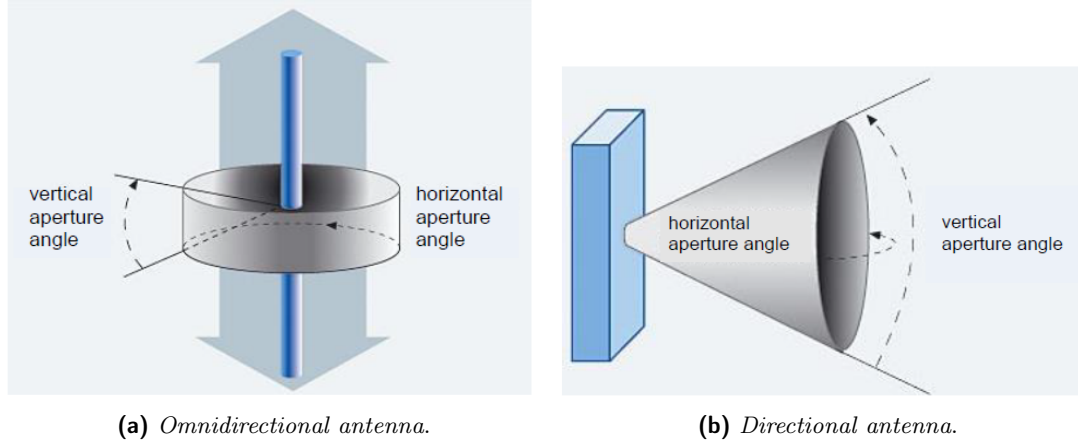 vertical
aperture
angle
horizontal
aperture
angle
(a) Omnidirectional antenna.
horizontal
aperture angle
vertical
aperture angle
(b) Directional antenna.